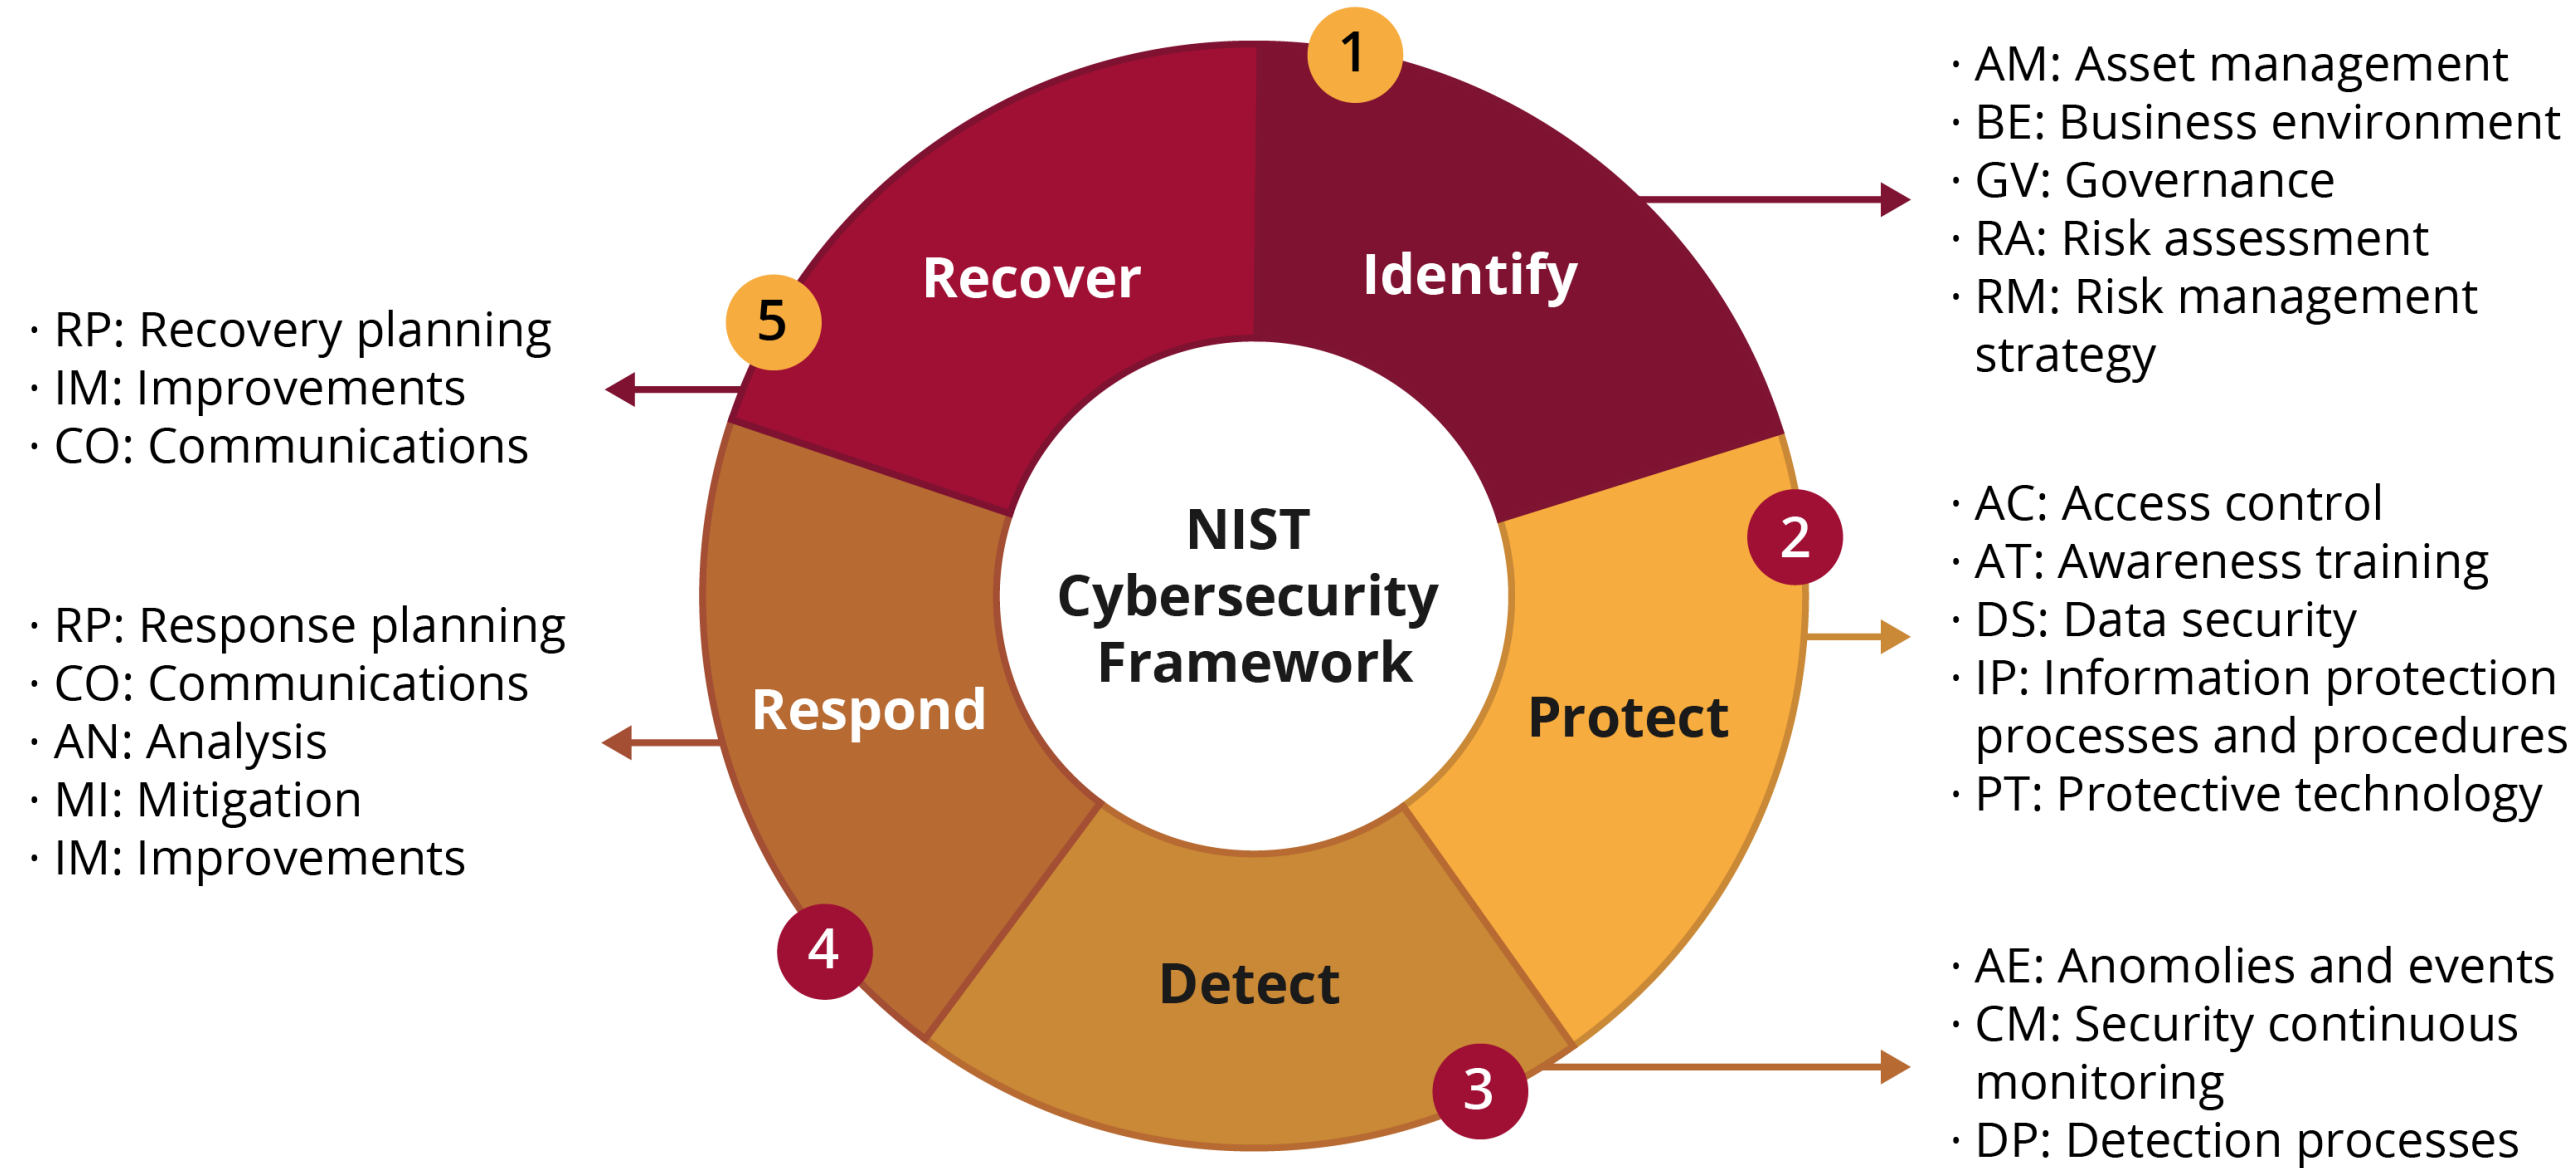 NIST
Cybersecurity
Framework
1
Identify
· AM: Asset management
· BE: Business environment
· GV: Governance
· RA: Risk assessment
· RM: Risk management
strategy
2
Protect
· AC: Access control
· AT: Awareness training
· DS: Data security
· IP: Information protection
processes and procedures
· PT: Protective technology
3
Detect
· AE: Anomolies and events
· CM: Security continuous
monitoring
· DP: Detection processes
4
Respond
· RP: Response planning
· CO: Communications
· AN: Analysis
· MI: Mitigation
· IM: Improvements
5
Recover
· RP: Recovery planning
· IM: Improvements
· CO: Communications